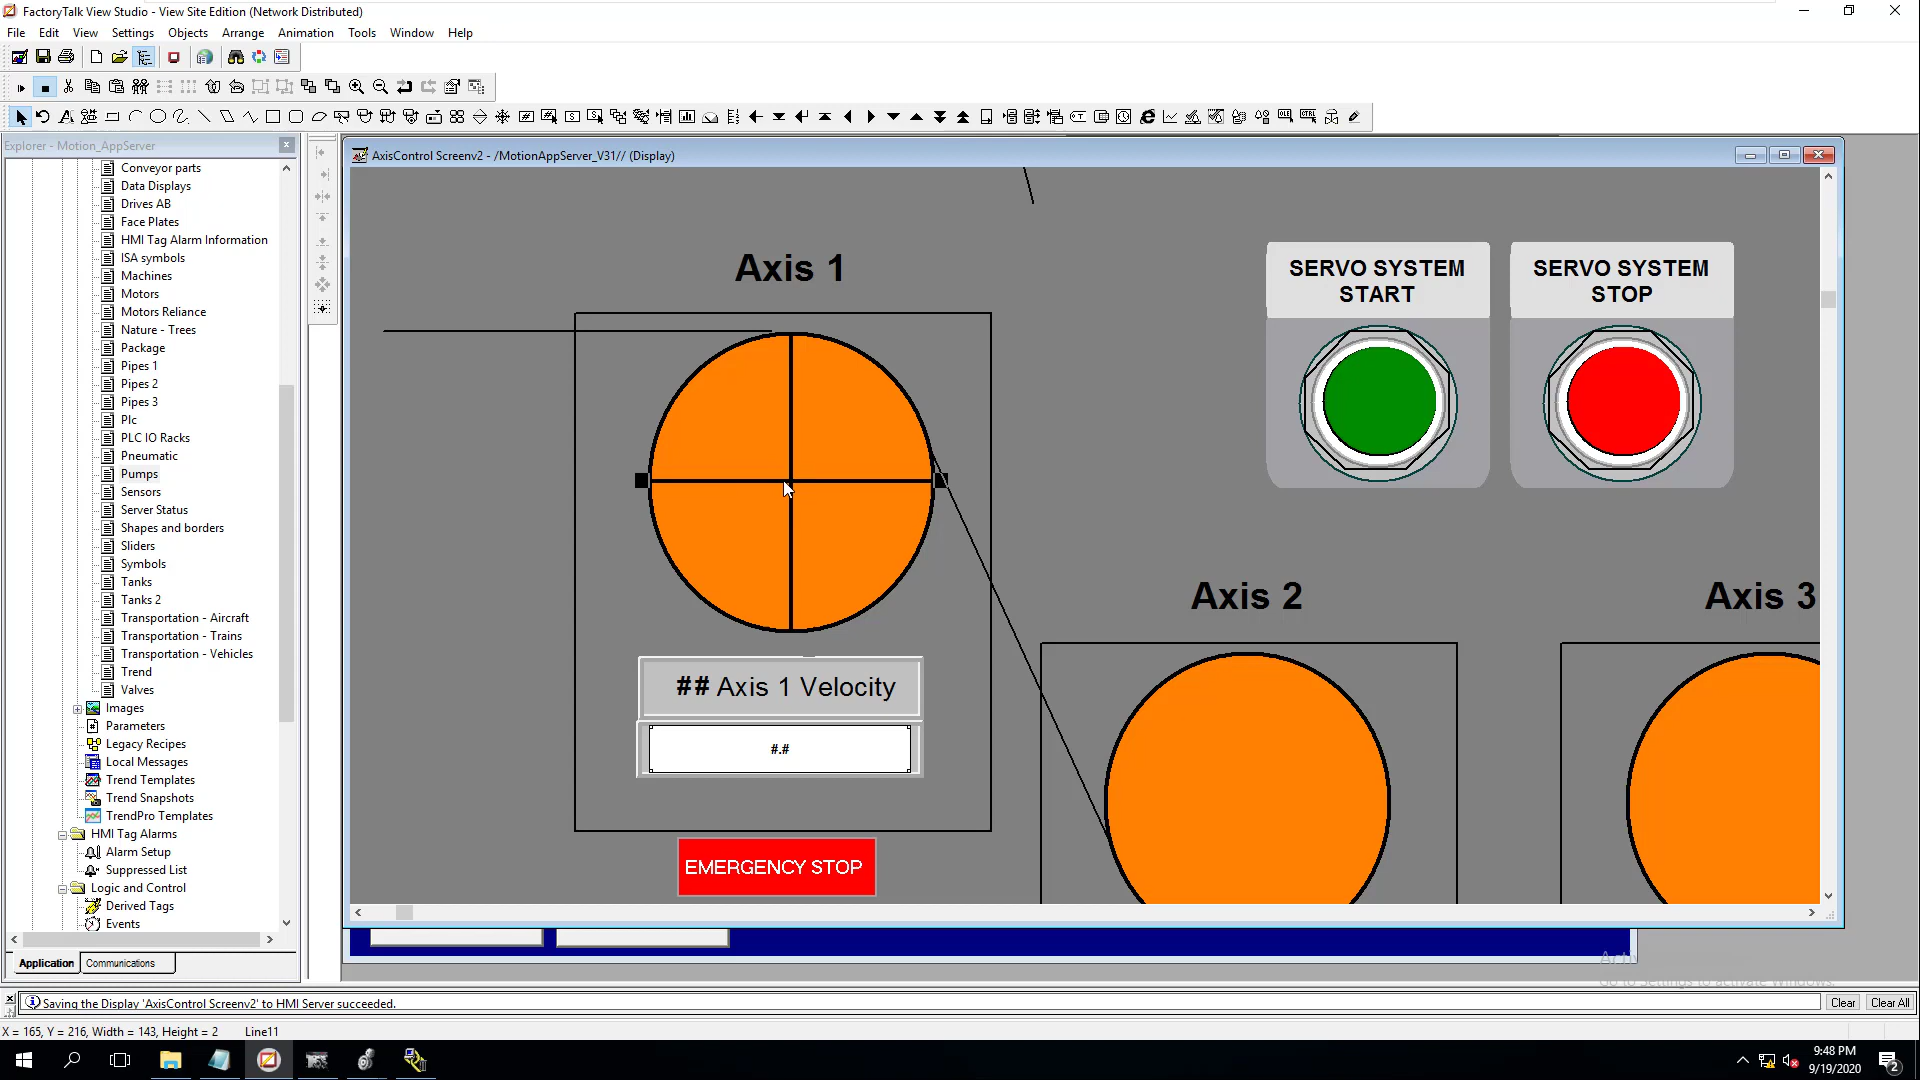 FactoryTalk View Studio - View Site Edition (Network Distributed)
File Edit View Settings Objects Arrange Animation Tools Window Help
Explorer - Motion_AppServer
Conveyor parts
Data Displays
Drives AB
Face Plates
HMI Tag Alarm Information
ISA symbols
Machines
Motors
Motors Reliance
Nature - Trees
Package
Pipes 1
Pipes 2
Pipes 3
Plc
PLC IO Racks
Pneumatic
Pumps
Sensors
Server Status
Shapes and borders
Sliders
Symbols
Tanks
Tanks 2
Transportation - Aircraft
Transportation - Trains
Transportation - Vehicles
Trend
Valves
Images
Parameters
Legacy Recipes
Local Messages
Trend Templates
Trend Snapshots
TrendPro Templates
HMI Tag Alarms
Alarm Setup
Suppressed List
Logic and Control
Derived Tags
Events
Application Communications
AxisControl Screenv2 - /MotionAppServer_V31// (Display)
Axis 1
SERVO SYSTEM
START
SERVO SYSTEM
STOP
Axis 2
Axis 3
## Axis 1 Velocity
#.#
EMERGENCY STOP
Go to Settings to activate Windows.
Saving the Display 'AxisControl Screenv2' to HMI Server succeeded.
Clear Clear All
X = 165, Y = 216, Width = 143, Height = 2 Line11
9:48 PM
9/19/2020
2